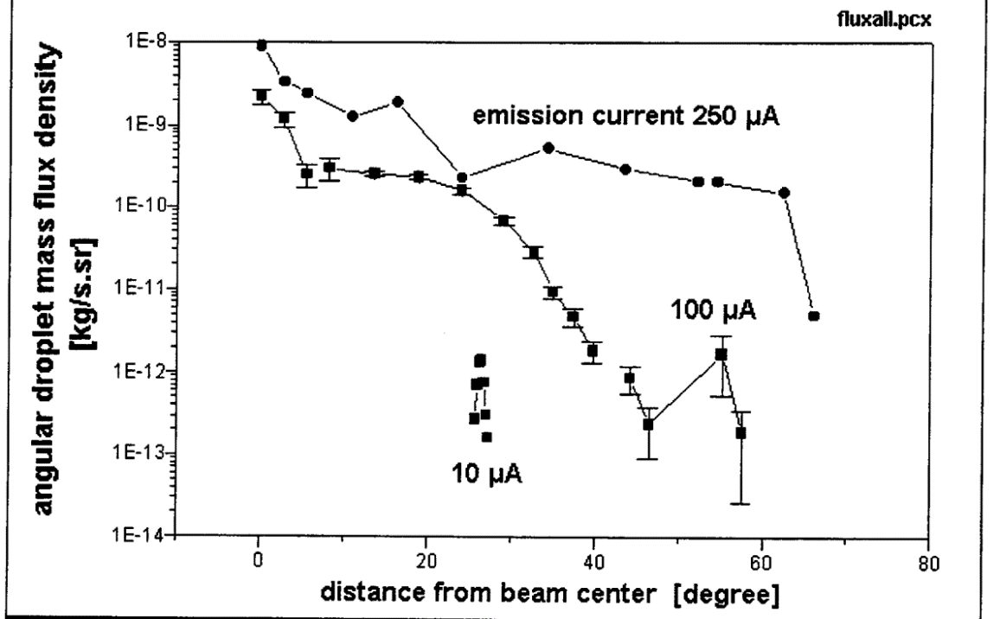 fluxall.pcx
angular droplet mass flux density
[kg/s.sr]
1E-8
1E-9
1E-10
1E-11
1E-12
1E-13
1E-14
emission current 250 µA
100 µA
10 µA
0 20 40 60 80
distance from beam center [degree]